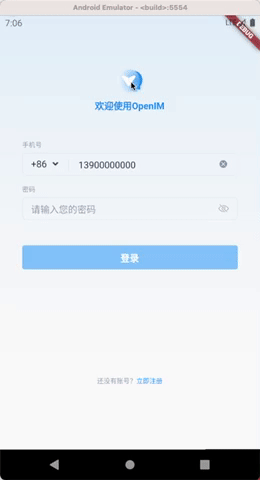 Android Emulator - <build>:5554
7:06
DEBUG
欢迎使用OpenIM
手机号
+86 13900000000
密码
请输入您的密码
登录
还没有账号? 立即注册